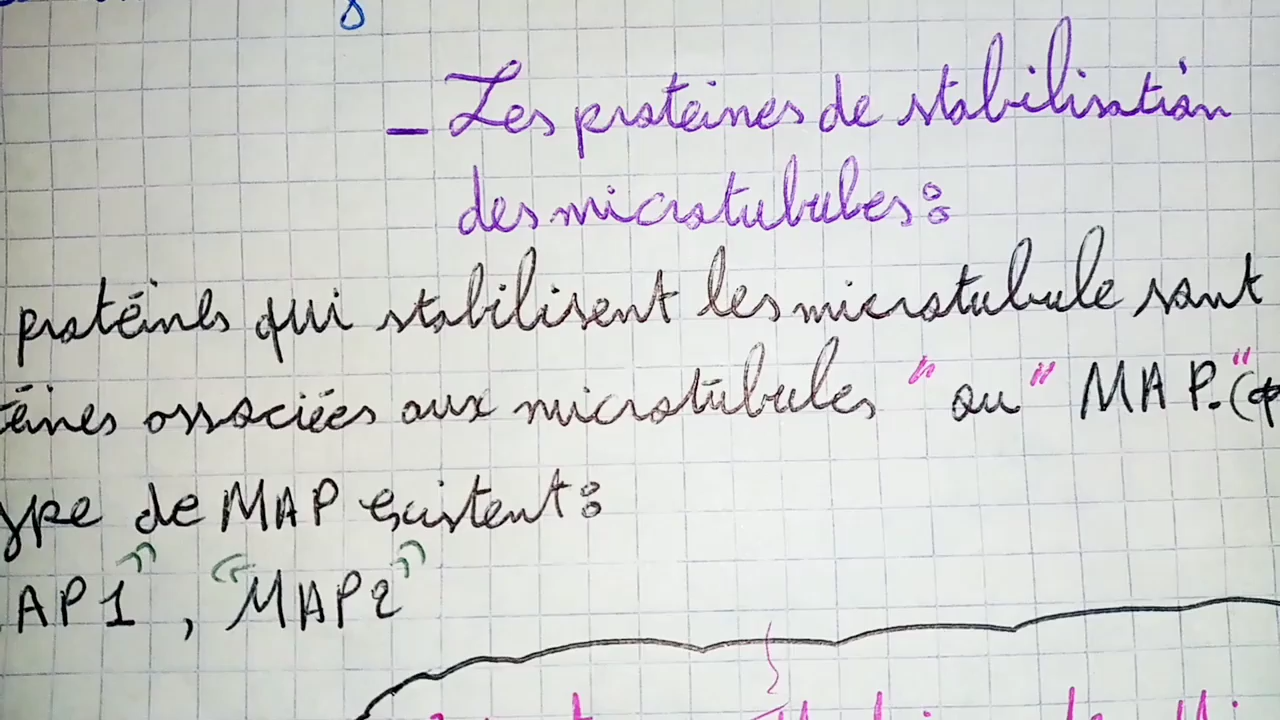 - Les protéines de stabilisation
des microtubules :
protéines qui stabilisent les microtubule sont
téines associées aux microtubules " ou " MAP." (
ype de MAP existent :
AP1", "MAP2"